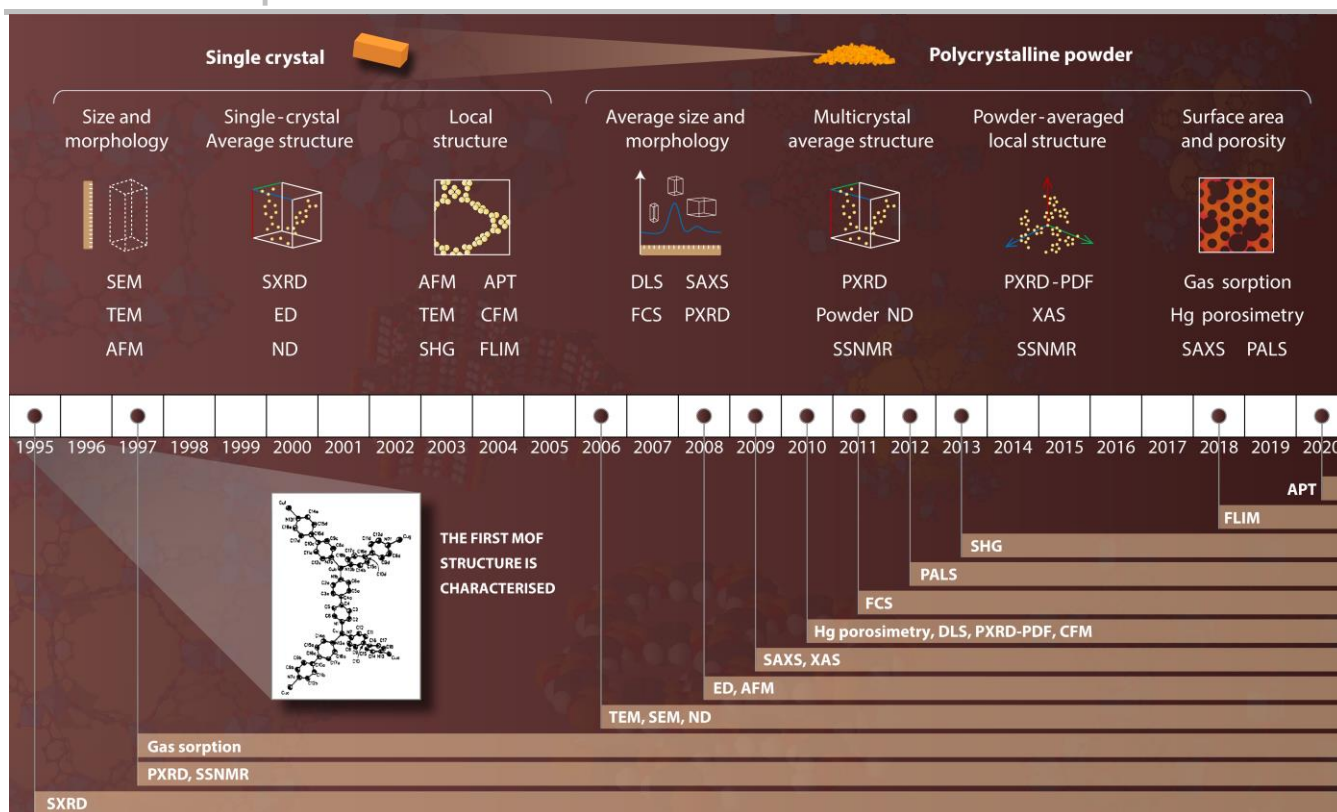 Single crystal
Polycrystalline powder
Size and
morphology
Single-crystal
Average structure
Local
structure
Average size and
morphology
Multicrystal
average structure
Powder-averaged
local structure
Surface area
and porosity
SEM
TEM
AFM
SXRD
ED
ND
AFM APT
TEM CFM
SHG FLIM
DLS SAXS
FCS PXRD
PXRD
Powder ND
SSNMR
PXRD-PDF
XAS
SSNMR
Gas sorption
Hg porosimetry
SAXS PALS
1995 1996 1997 1998 1999 2000 2001 2002 2003 2004 2005 2006 2007 2008 2009 2010 2011 2012 2013 2014 2015 2016 2017 2018 2019 2020
APT
FLIM
THE FIRST MOF
STRUCTURE IS
CHARACTERISED
SHG
PALS
FCS
Hg porosimetry, DLS, PXRD-PDF, CFM
SAXS, XAS
ED, AFM
TEM, SEM, ND
Gas sorption
PXRD, SSNMR
SXRD